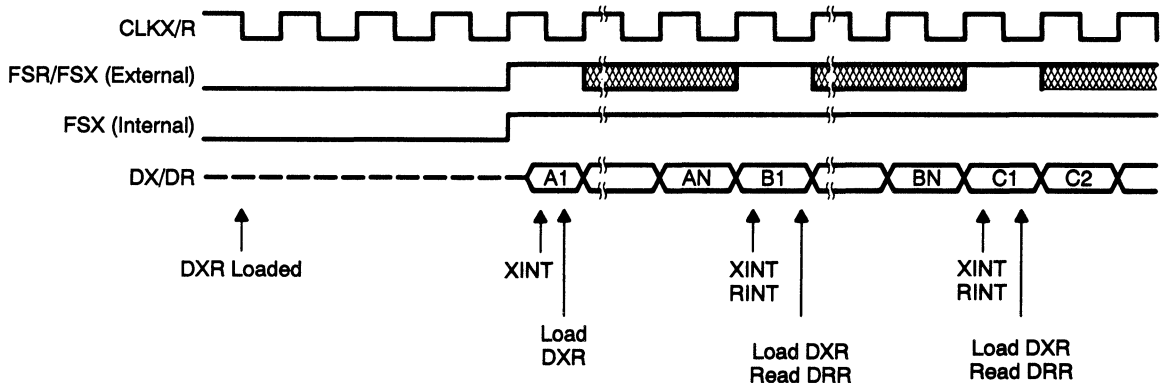 CLKX/R
FSR/FSX (External)
FSX (Internal)
DX/DR
A1
AN
B1
BN
C1
C2
DXR Loaded
XINT
XINT
RINT
XINT
RINT
Load
DXR
Load DXR
Read DRR
Load DXR
Read DRR